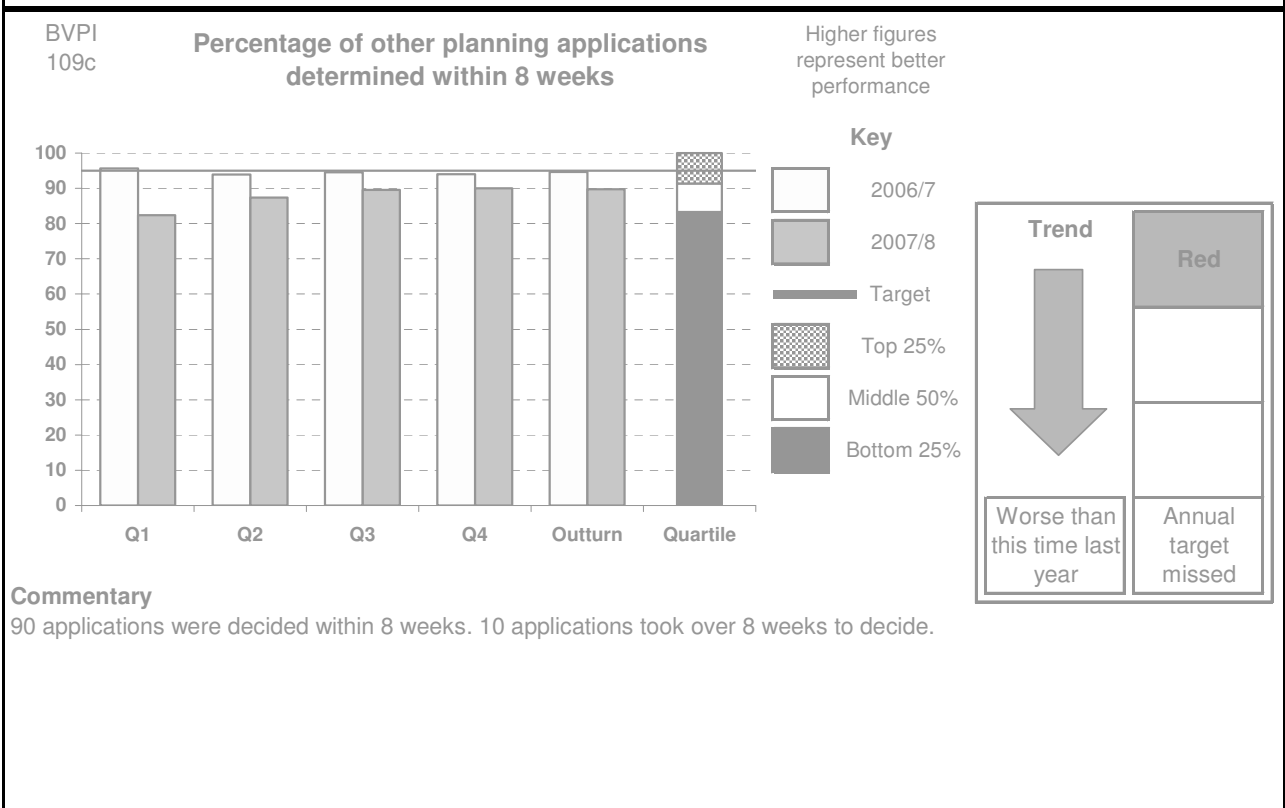 BVPI
109c
Percentage of other planning applications
determined within 8 weeks
Higher figures
represent better
performance
Key
100
90
80
70
60
50
40
30
20
10
0
Q1
Q2
Q3
Q4
Outturn
Quartile
2006/7
2007/8
Target
Top 25%
Middle 50%
Bottom 25%
Trend
Red
Worse than
this time last
year
Annual
target
missed
Commentary
90 applications were decided within 8 weeks. 10 applications took over 8 weeks to decide.